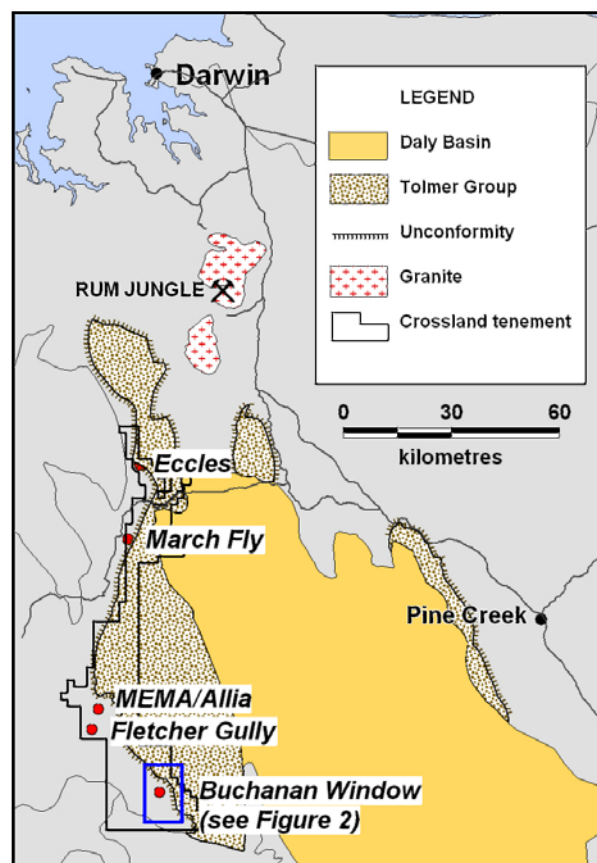 Darwin
LEGEND
Daly Basin
Tolmer Group
Unconformity
Granite
Crossland tenement
RUM JUNGLE
0 30 60
kilometres
Eccles
March Fly
Pine Creek
MEMA/Allia
Fletcher Gully
Buchanan Window
(see Figure 2)